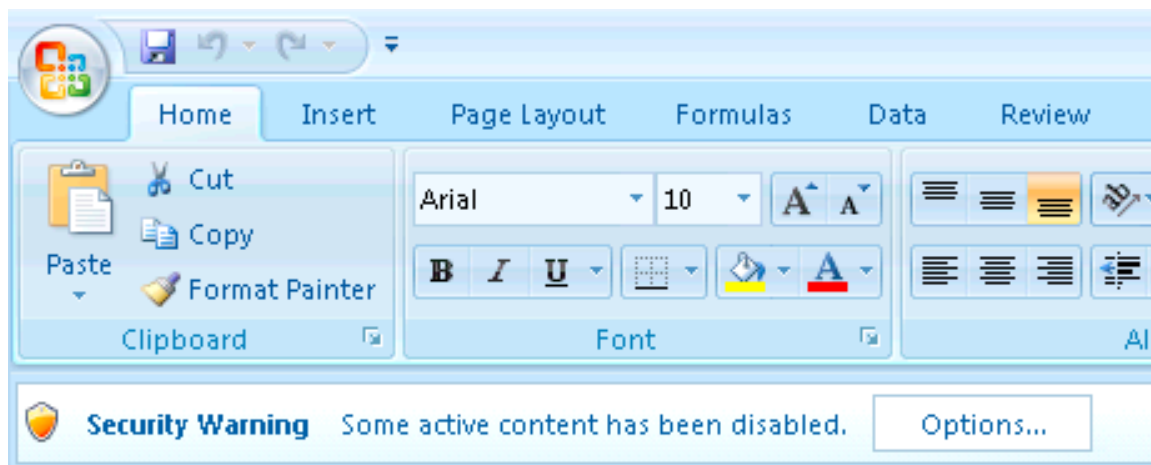 Home Insert Page Layout Formulas Data Review
Cut
Arial 10 A A
Copy
Paste
B I U A
Format Painter
Clipboard Font Al
Security Warning Some active content has been disabled. Options...